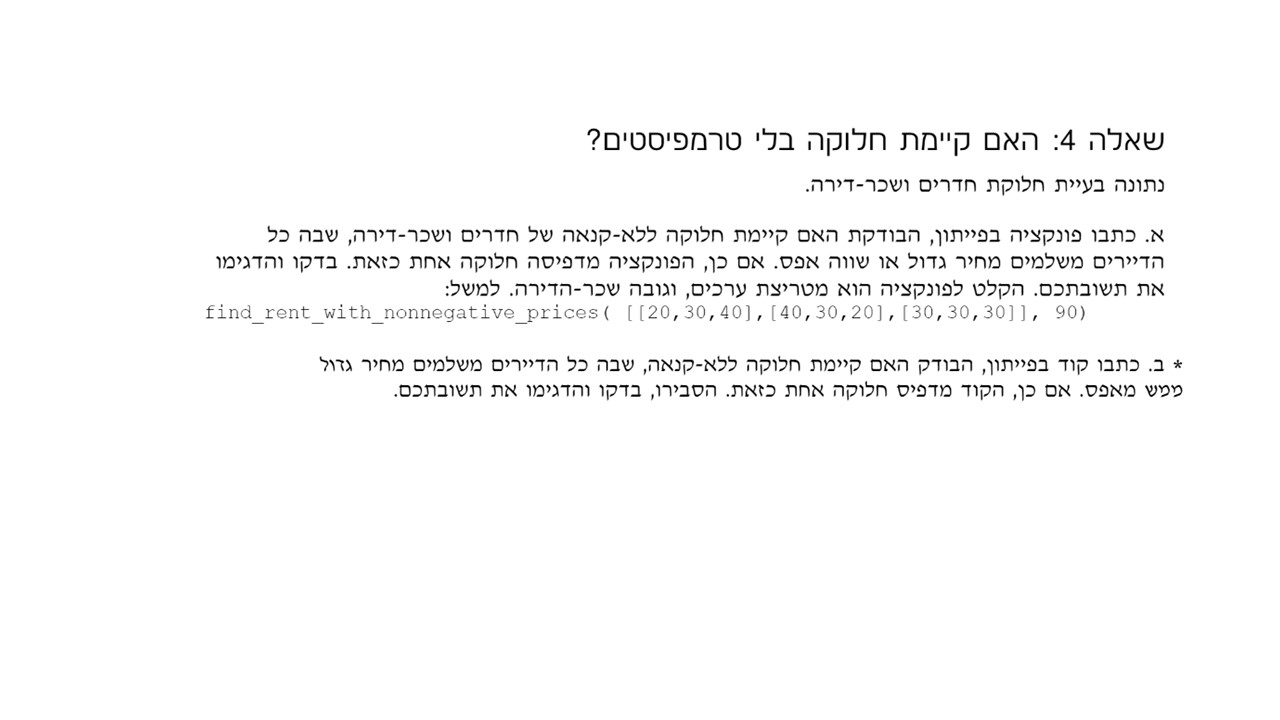 שאלה 4: האם קיימת חלוקה בלי טרמפיסטים?
נתונה בעיית חלוקת חדרים ושכר-דירה.
א. כתבו פונקציה בפייתון, הבודקת האם קיימת חלוקה ללא-קנאה של חדרים ושכר-דירה, שבה כל
הדיירים משלמים מחיר גדול או שווה אפס. אם כן, הפונקציה מדפיסה חלוקה אחת כזאת. בדקו והדגימו
את תשובתכם. הקלט לפונקציה הוא מטריצת ערכים, וגובה שכר-הדירה. למשל:
find_rent_with_nonnegative_prices( [[20,30,40],[40,30,20],[30,30,30]], 90)
* ב. כתבו קוד בפייתון, הבודק האם קיימת חלוקה ללא-קנאה, שבה כל הדיירים משלמים מחיר גדול
ממש מאפס. אם כן, הקוד מדפיס חלוקה אחת כזאת. הסבירו, בדקו והדגימו את תשובתכם.